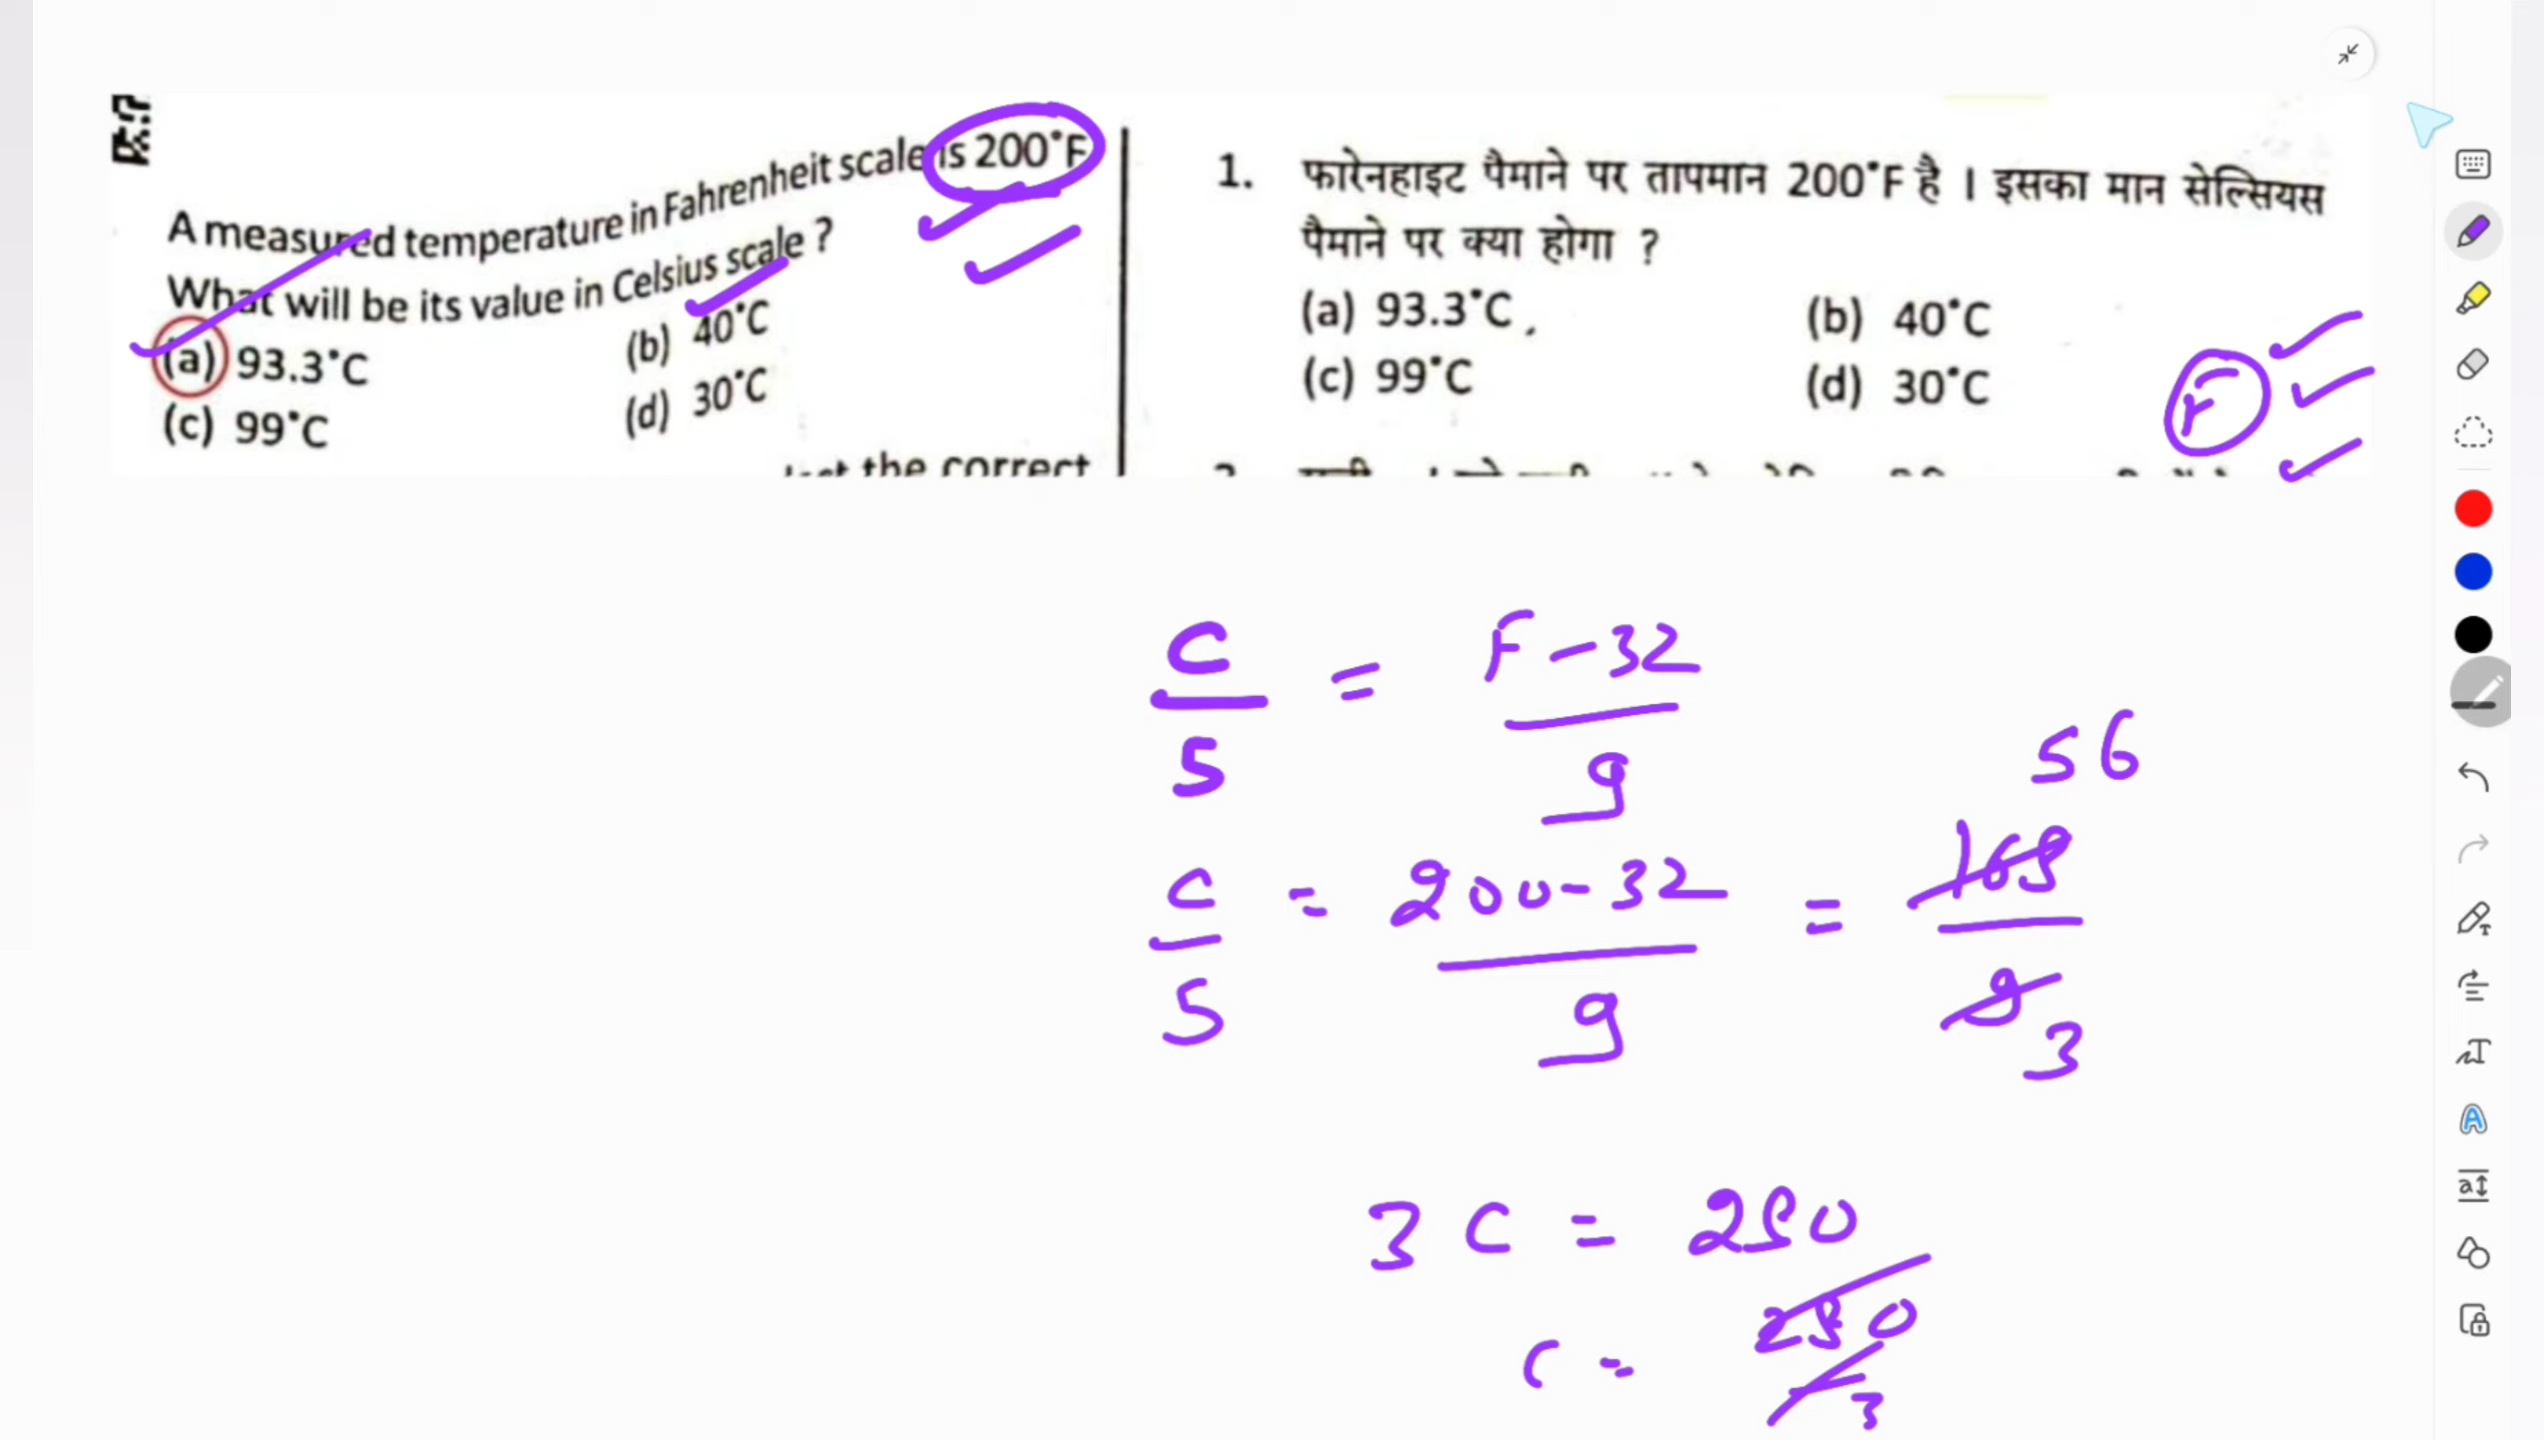 A measured temperature in Fahrenheit scale is 200°F
What will be its value in Celsius scale ?
(a) 93.3°C (b) 40°C
(c) 99°C (d) 30°C
the correct
1. फारेनहाइट पैमाने पर तापमान 200°F है । इसका मान सेल्सियस
पैमाने पर क्या होगा ?
(a) 93.3°C (b) 40°C
(c) 99°C (d) 30°C
F
C/5 = F-32/9
C/5 = 200-32/9 = 168/9
56
3
3C = 280
C = 280/3